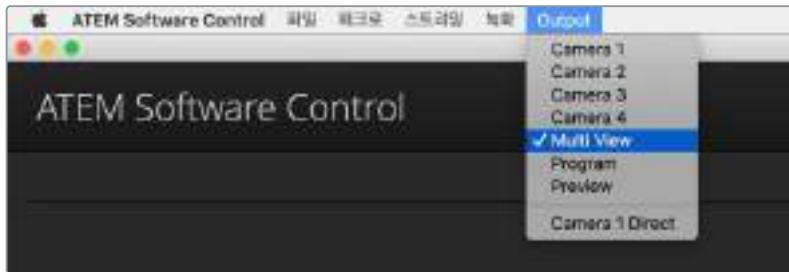 ATEM Software Control 파일 매크로 스트리밍 녹화 Output
ATEM Software Control
Camera 1
Camera 2
Camera 3
Camera 4
✓ Multi View
Program
Preview
Camera 1 Direct